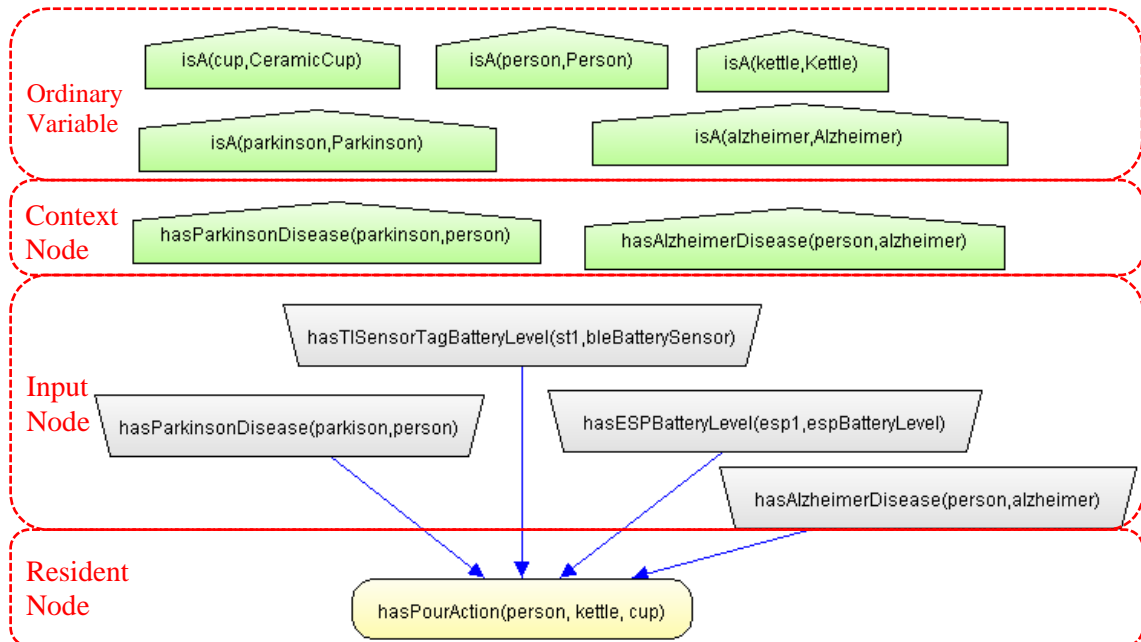 isA(cup,CeramicCup)
isA(person,Person)
isA(kettle,Kettle)
Ordinary
Variable
isA(parkinson,Parkinson)
isA(alzheimer,Alzheimer)
Context
Node
hasParkinsonDisease(parkinson,person)
hasAlzheimerDisease(person,alzheimer)
hasTISensorTagBatteryLevel(st1,bleBatterySensor)
Input
Node
hasParkinsonDisease(parkison,person)
hasESPBatteryLevel(esp1,espBatteryLevel)
hasAlzheimerDisease(person,alzheimer)
Resident
Node
hasPourAction(person, kettle, cup)